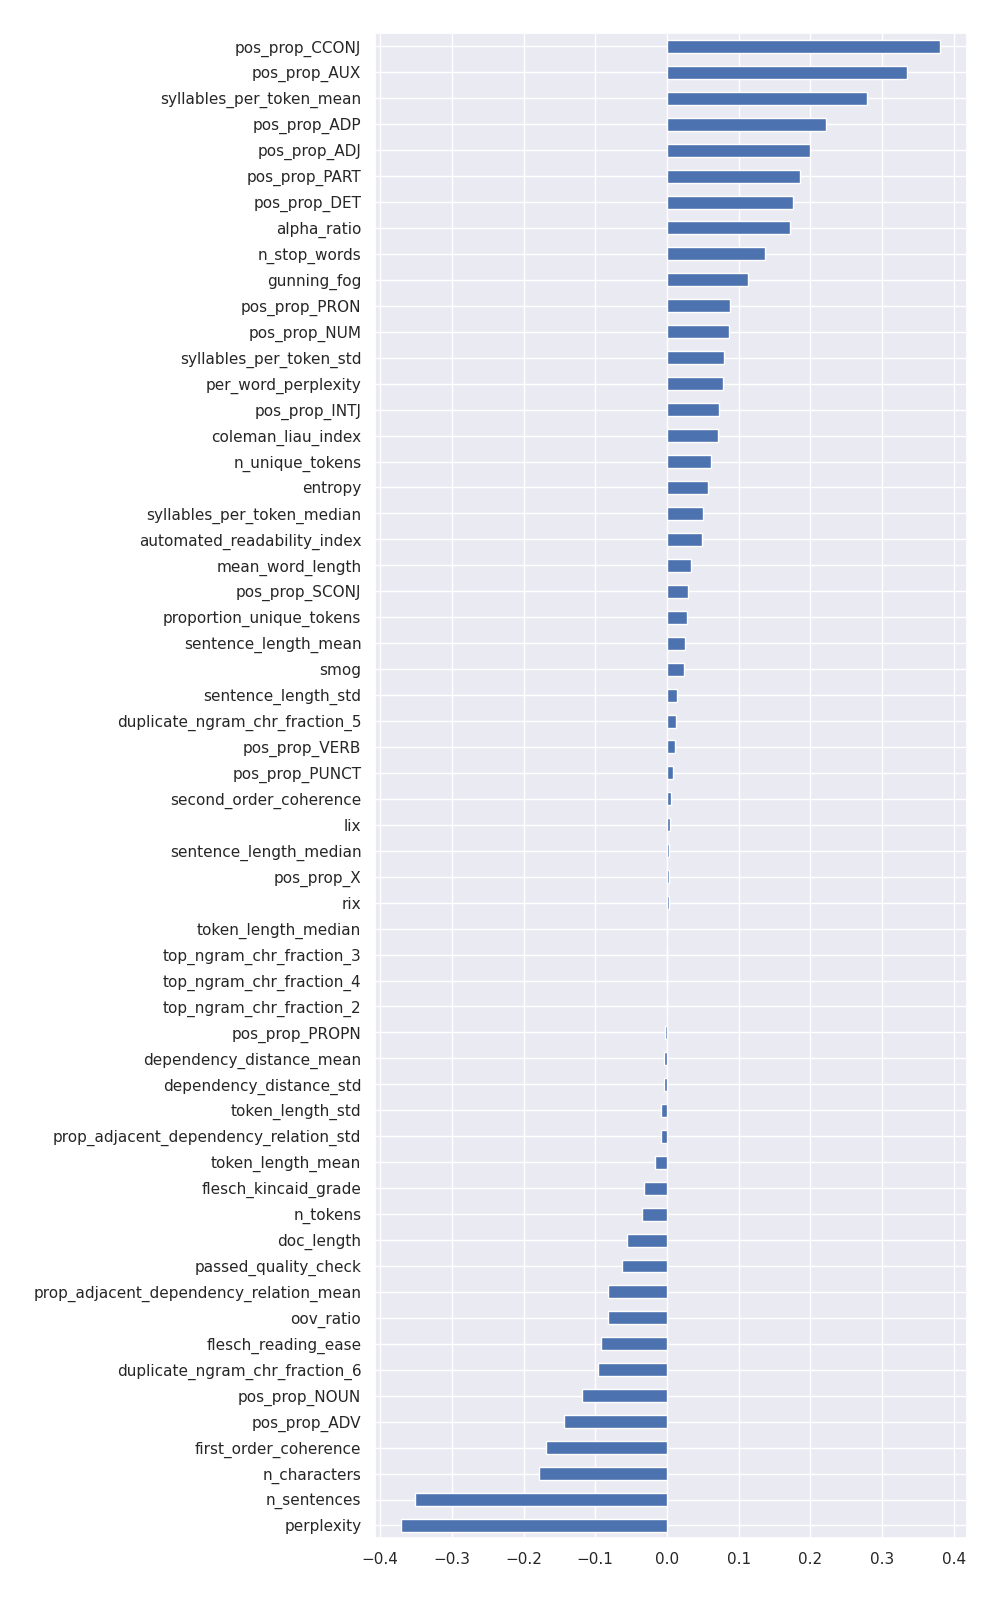 pos_prop_CCONJ
pos_prop_AUX
syllables_per_token_mean
pos_prop_ADP
pos_prop_ADJ
pos_prop_PART
pos_prop_DET
alpha_ratio
n_stop_words
gunning_fog
pos_prop_PRON
pos_prop_NUM
syllables_per_token_std
per_word_perplexity
pos_prop_INTJ
coleman_liau_index
n_unique_tokens
entropy
syllables_per_token_median
automated_readability_index
mean_word_length
pos_prop_SCONJ
proportion_unique_tokens
sentence_length_mean
smog
sentence_length_std
duplicate_ngram_chr_fraction_5
pos_prop_VERB
pos_prop_PUNCT
second_order_coherence
lix
sentence_length_median
pos_prop_X
rix
token_length_median
top_ngram_chr_fraction_3
top_ngram_chr_fraction_4
top_ngram_chr_fraction_2
pos_prop_PROPN
dependency_distance_mean
dependency_distance_std
token_length_std
prop_adjacent_dependency_relation_std
token_length_mean
flesch_kincaid_grade
n_tokens
doc_length
passed_quality_check
prop_adjacent_dependency_relation_mean
oov_ratio
flesch_reading_ease
duplicate_ngram_chr_fraction_6
pos_prop_NOUN
pos_prop_ADV
first_order_coherence
n_characters
n_sentences
perplexity
−0.4 −0.3 −0.2 −0.1 0.0 0.1 0.2 0.3 0.4